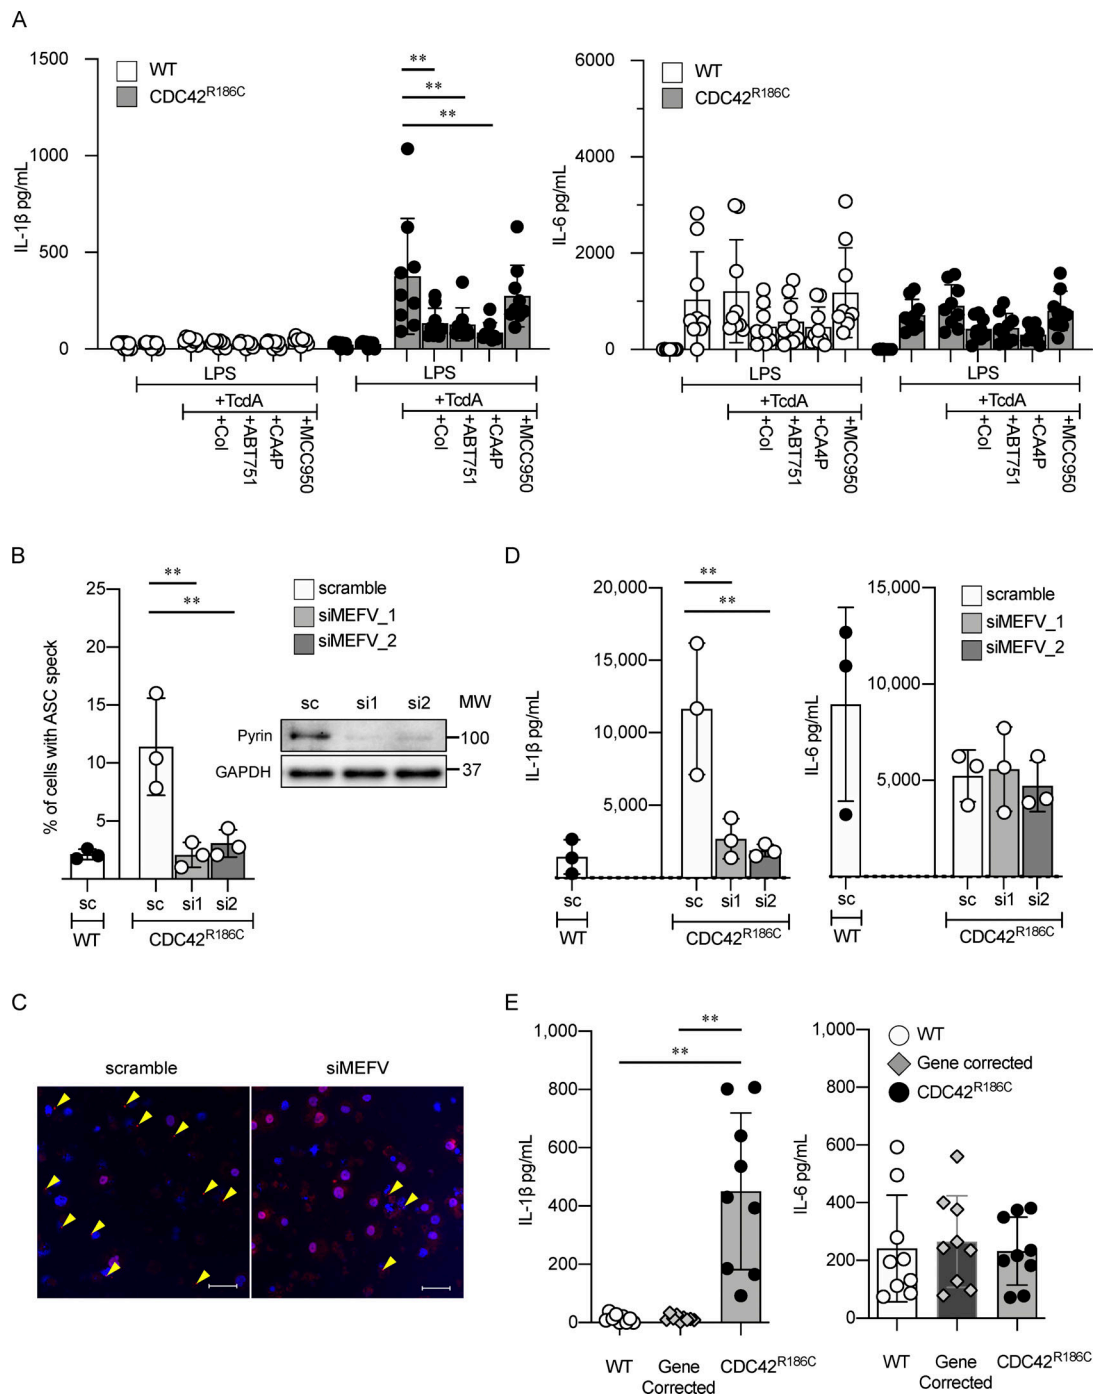 A
1500
1000
500
0
IL-1β pg/mL
WT
CDC42R186C
**
**
**
LPS
+TcdA
+Col
+ABT751
+CA4P
+MCC950
LPS
+TcdA
+Col
+ABT751
+CA4P
+MCC950
6000
4000
2000
0
IL-6 pg/mL
WT
CDC42R186C
LPS
+TcdA
+Col
+ABT751
+CA4P
+MCC950
LPS
+TcdA
+Col
+ABT751
+CA4P
+MCC950
B
25
20
15
10
5
% of cells with ASC speck
**
**
scramble
siMEFV_1
siMEFV_2
sc
sc si1 si2
WT
CDC42R186C
sc si1 si2 MW
Pyrin
100
GAPDH
37
D
20,000
15,000
10,000
5,000
IL-1β pg/mL
**
**
sc
sc si1 si2
WT
CDC42R186C
15,000
10,000
5,000
IL-6 pg/mL
scramble
siMEFV_1
siMEFV_2
sc
sc si1 si2
WT
CDC42R186C
C
scramble
siMEFV
E
1,000
800
600
400
200
0
IL-1β pg/mL
**
**
WT
Gene
Corrected
CDC42R186C
1,000
800
600
400
200
0
IL-6 pg/mL
WT
Gene corrected
CDC42R186C
WT
Gene
Corrected
CDC42R186C